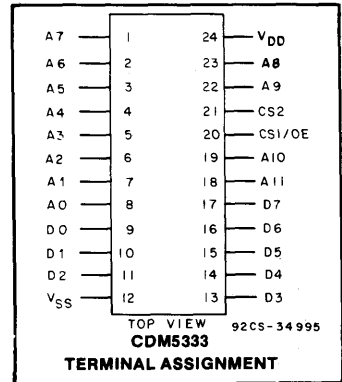 A7 1 24 VDD
A6 2 23 A8
A5 3 22 A9
A4 4 21 CS2
A3 5 20 CS1/OE
A2 6 19 A10
A1 7 18 A11
A0 8 17 D7
D0 9 16 D6
D1 10 15 D5
D2 11 14 D4
VSS 12 13 D3
TOP VIEW 92CS-34995
CDM5333
TERMINAL ASSIGNMENT